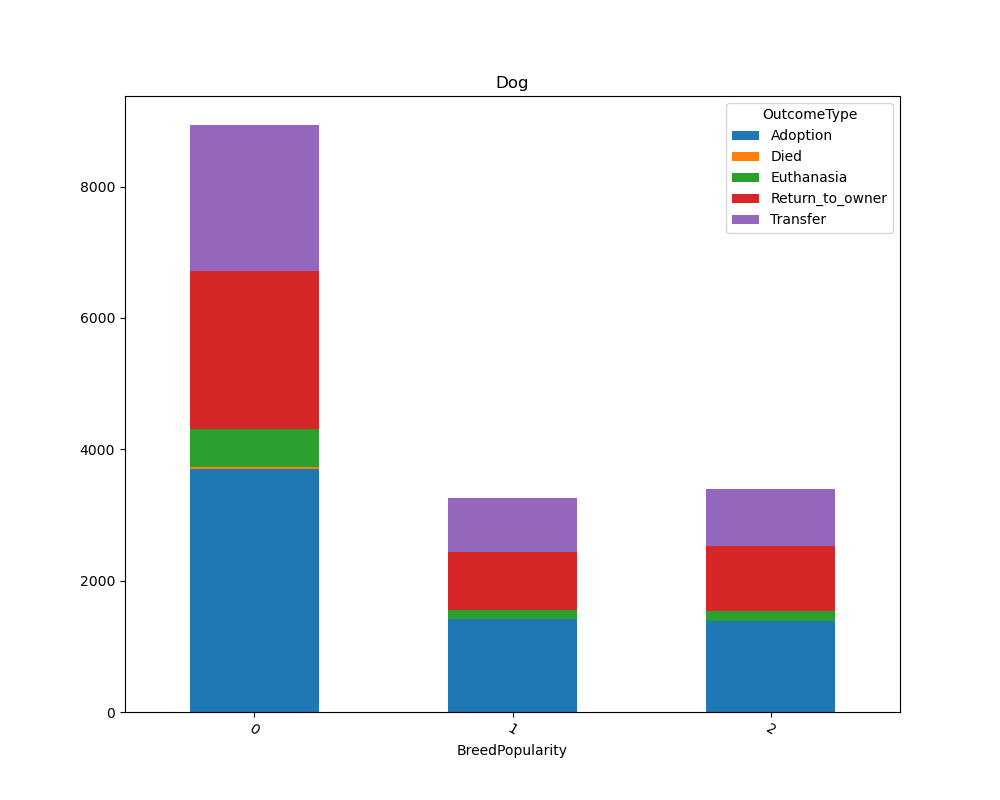 Dog
OutcomeType
Adoption
Died
Euthanasia
Return_to_owner
Transfer
8000
6000
4000
2000
0
0
1
2
BreedPopularity